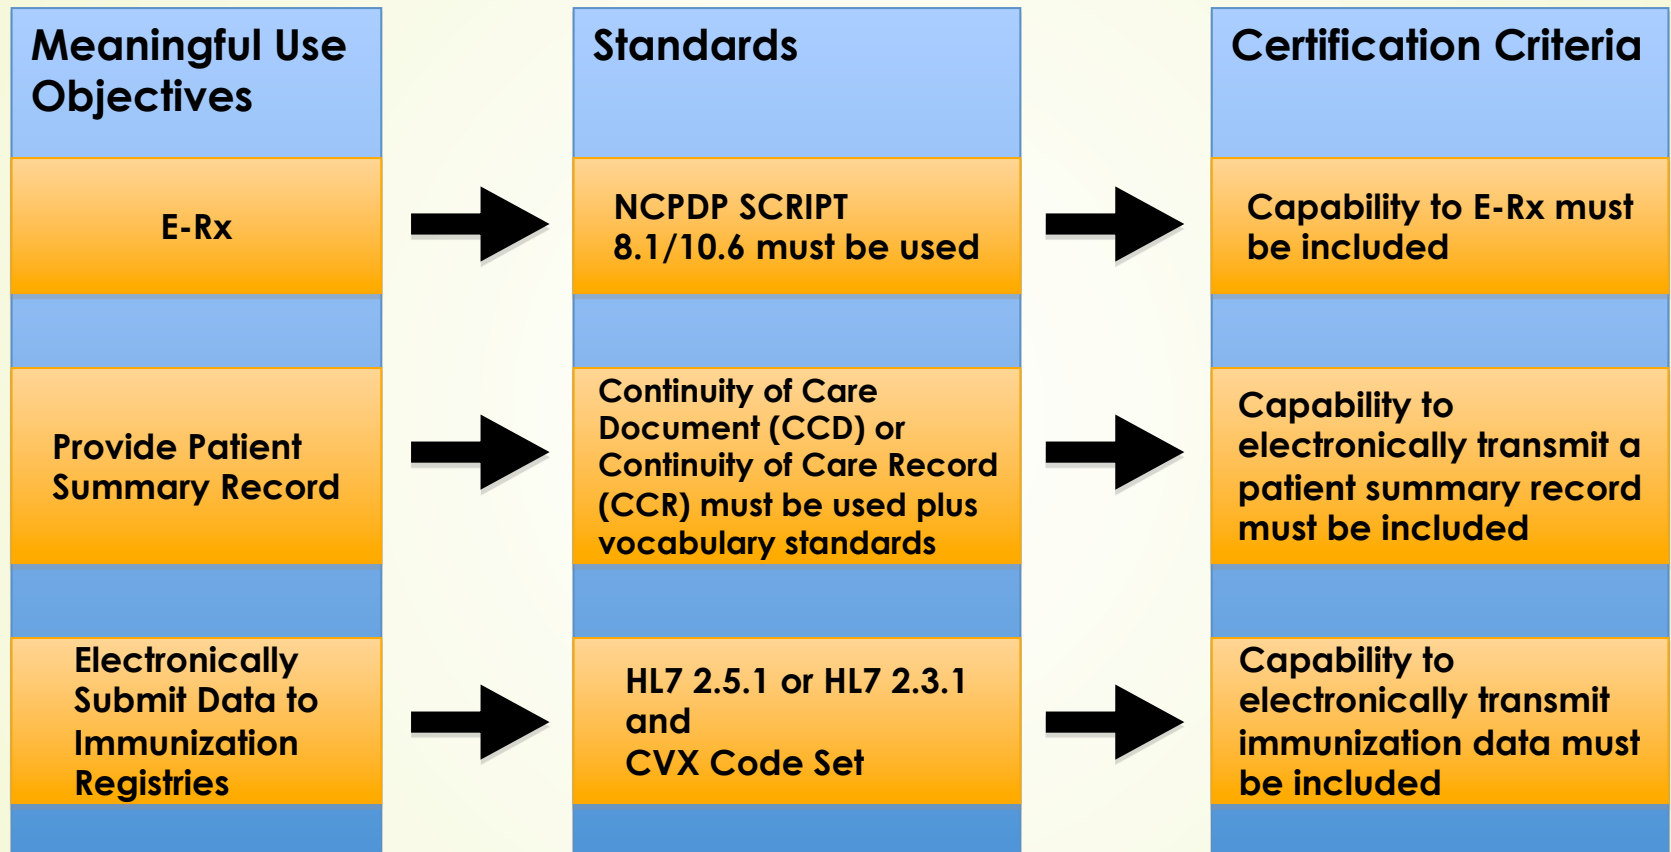 Meaningful Use
Objectives
Standards
Certification Criteria
E-Rx
NCPDP SCRIPT
8.1/10.6 must be used
Capability to E-Rx must
be included
Provide Patient
Summary Record
Continuity of Care
Document (CCD) or
Continuity of Care Record
(CCR) must be used plus
vocabulary standards
Capability to
electronically transmit a
patient summary record
must be included
Electronically
Submit Data to
Immunization
Registries
HL7 2.5.1 or HL7 2.3.1
and
CVX Code Set
Capability to
electronically transmit
immunization data must
be included